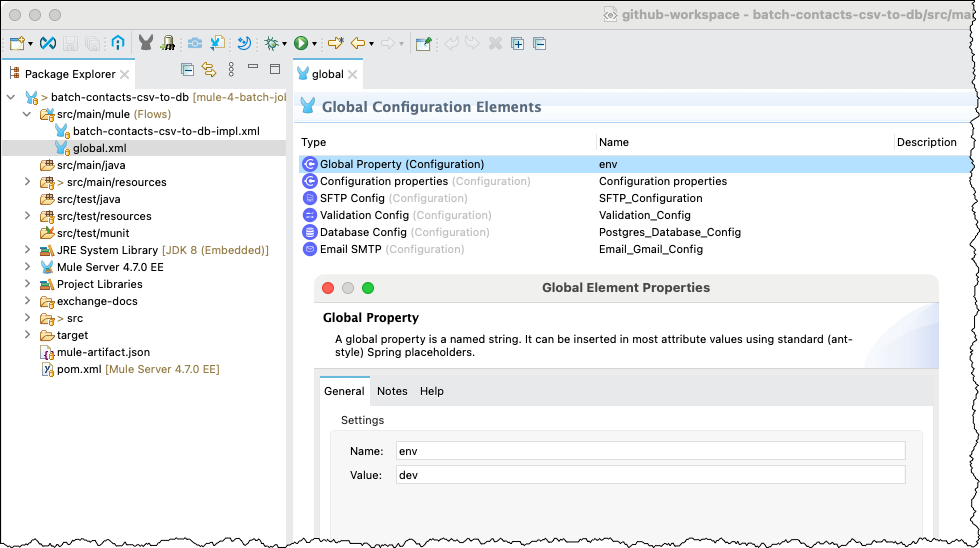 github-workspace - batch-contacts-csv-to-db/src/mai
Package Explorer
> batch-contacts-csv-to-db [mule-4-batch-jol
src/main/mule (Flows)
batch-contacts-csv-to-db-impl.xml
global.xml
src/main/java
> src/main/resources
src/test/java
src/test/resources
src/test/munit
JRE System Library [JDK 8 (Embedded)]
Mule Server 4.7.0 EE
Project Libraries
exchange-docs
> src
target
mule-artifact.json
pom.xml [Mule Server 4.7.0 EE]
global
Global Configuration Elements
Type Name Description
Global Property (Configuration) env
Configuration properties (Configuration) Configuration properties
SFTP Config (Configuration) SFTP_Configuration
Validation Config (Configuration) Validation_Config
Database Config (Configuration) Postgres_Database_Config
Email SMTP (Configuration) Email_Gmail_Config
Global Element Properties
Global Property
A global property is a named string. It can be inserted in most attribute values using standard (ant-
style) Spring placeholders.
General Notes Help
Settings
Name: env
Value: dev